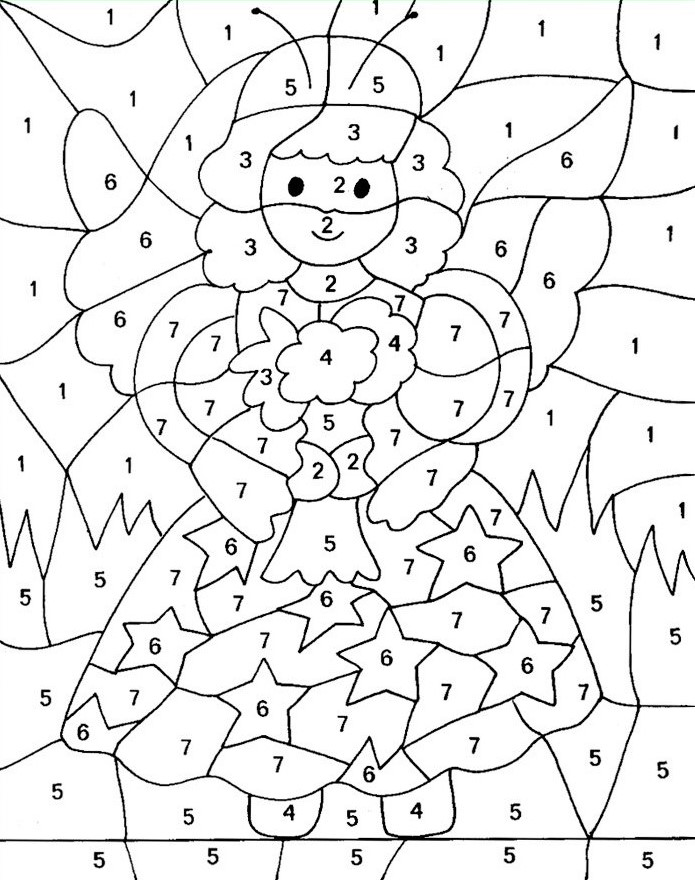 1 1 1
1 1 1
5 5
1 1
3 1
1 3 3 1
6 2 6
2
3 3 1
6 6
2 6
1 7 7
6 7 7
7 7
4 4 1
3
1 7 7
7 5 1
7 7 1
1 1 2 2
7 7
7 1
6 5 6
5 5 7 7
7 6 5
7 7
6 7 5
6 6
5 7 7 7
6 7
6
7 7
7 6 5 5
5
5 4 5 4 5
5 5 5 5 5